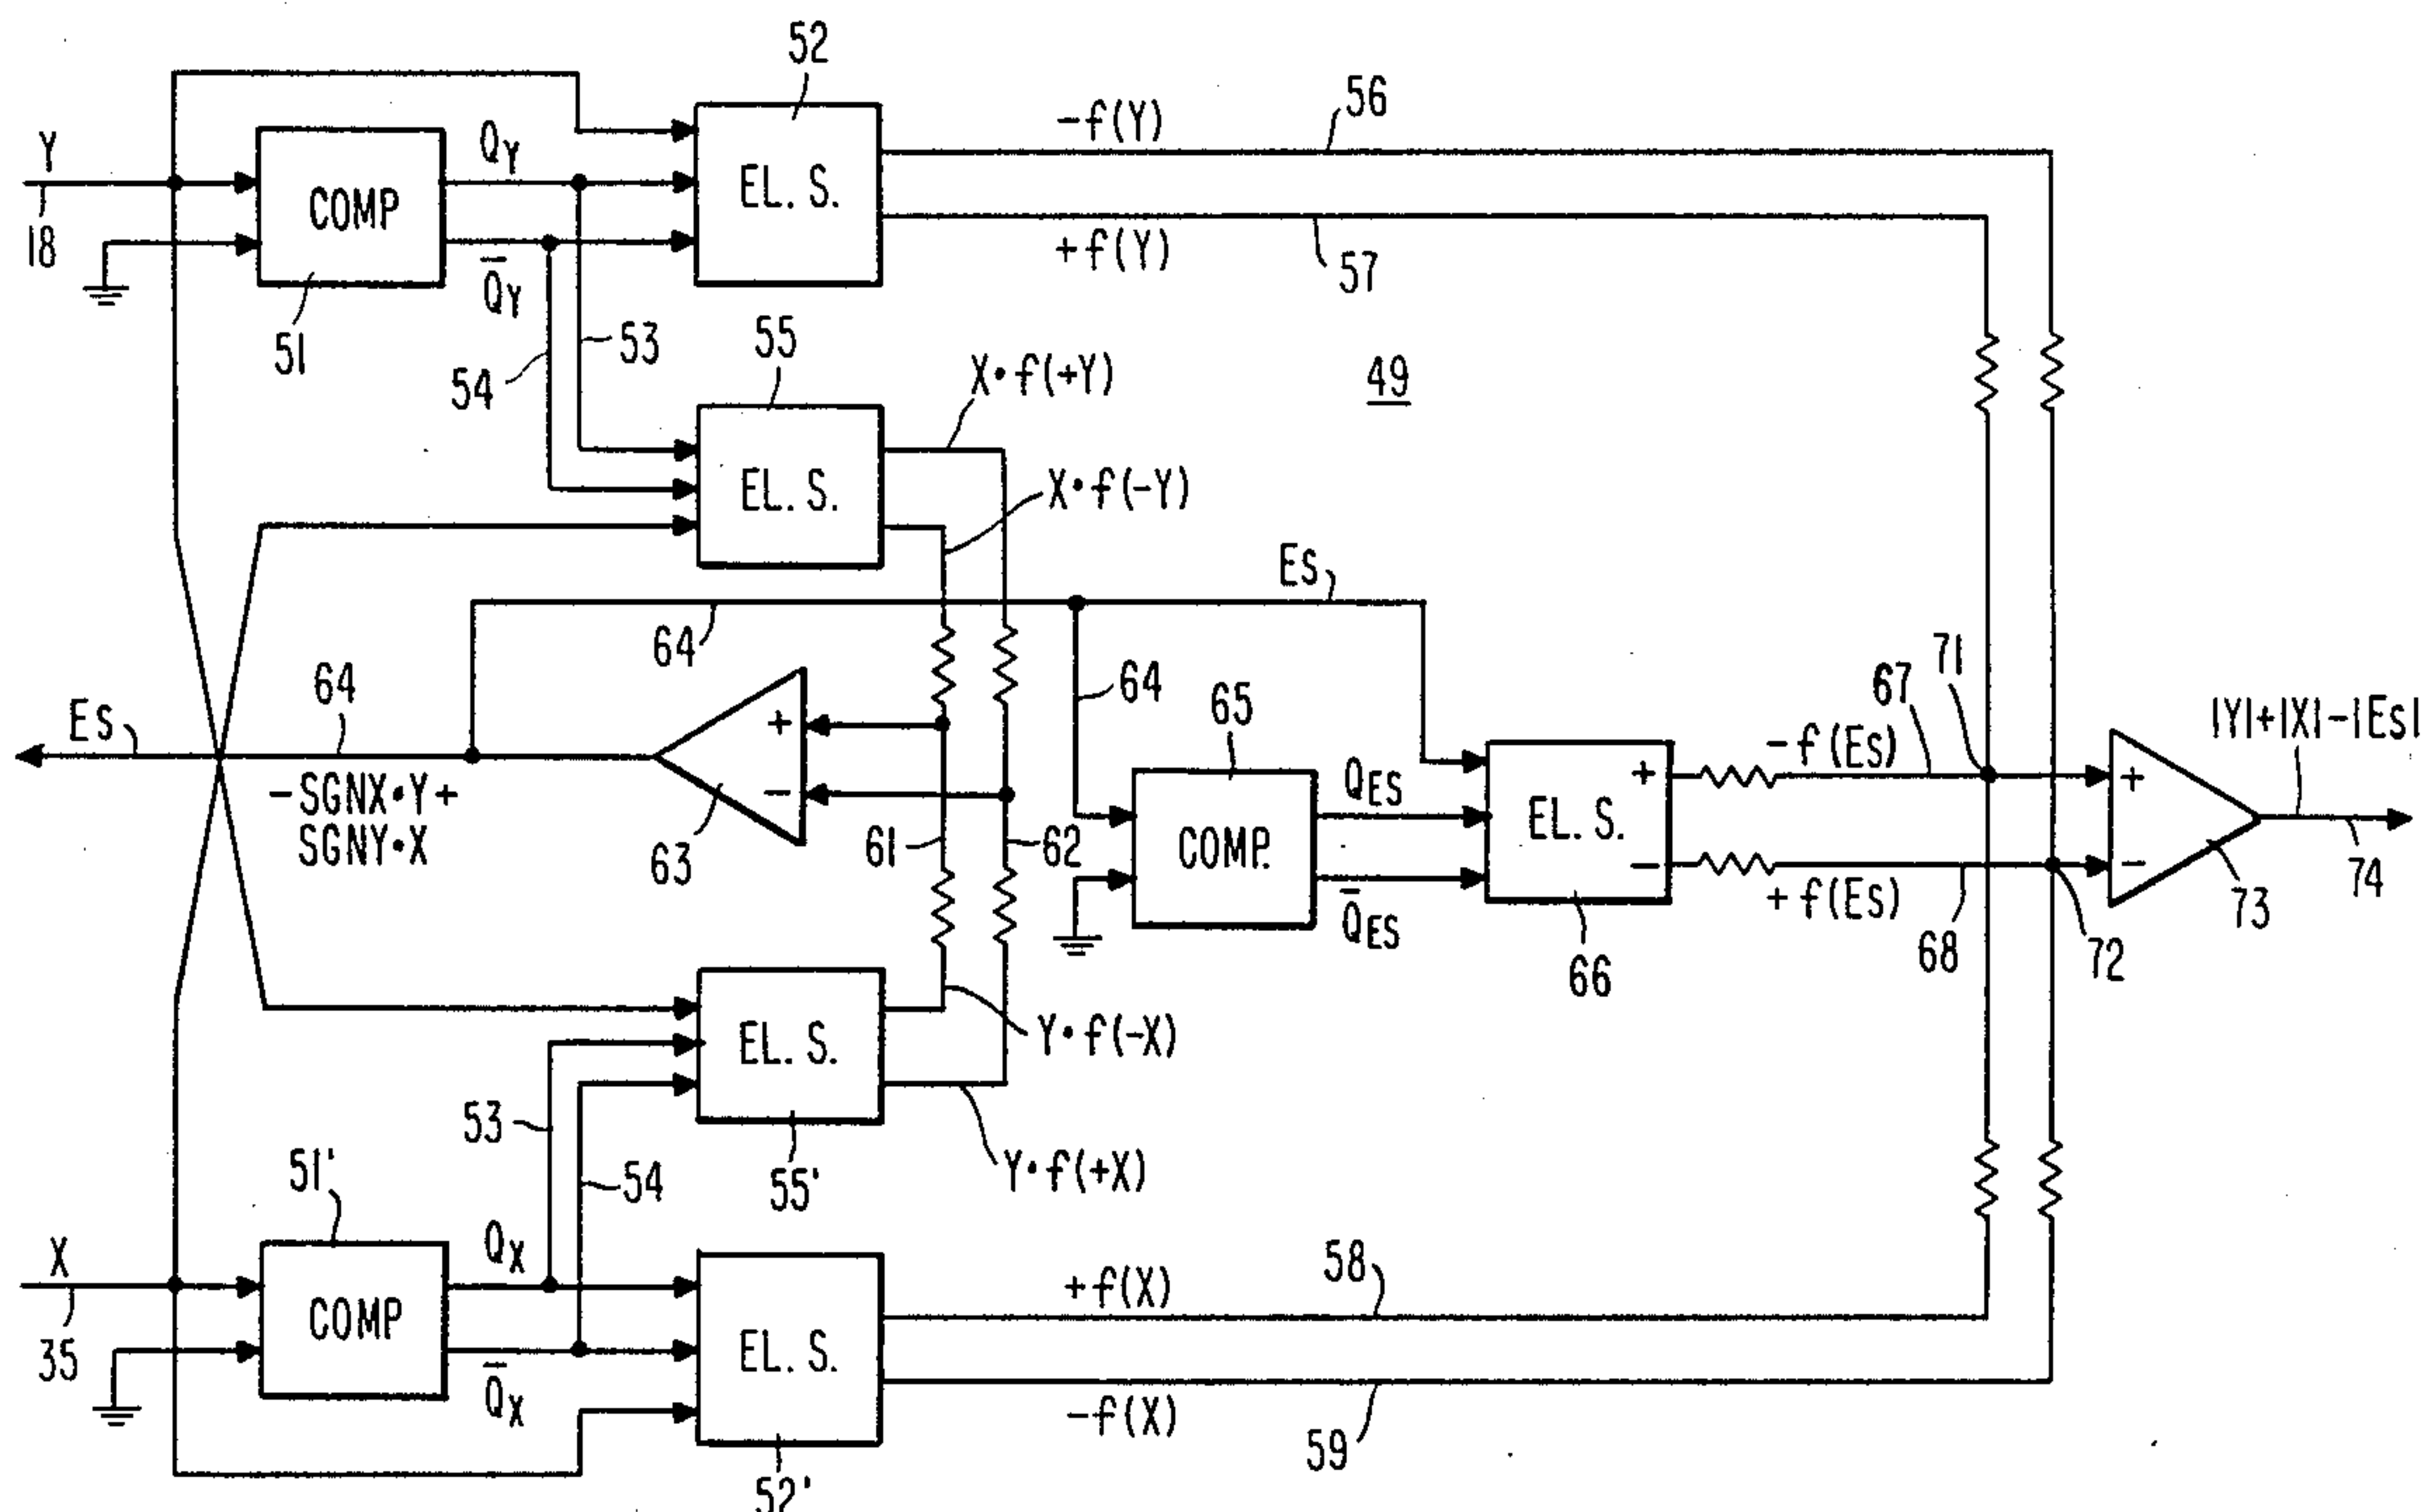 52
56
-f(Y)
Y
Q_Y
COMP
EL. S.
18
Q̄_Y
+f(Y)
57
51
53
54
55
X•f(+Y)
49
EL. S.
X•f(-Y)
Es
64
64
64
Es
65
67
71
-SGNX•Y+
SGNY•X
+
-
63
61
62
COMP.
Q_ES
Q̄_ES
EL. S.
+
-
66
-f(Es)
+f(Es)
68
72
+
-
73
|Y|+|X|-|Es|
74
EL. S.
Y•f(-X)
53
54
55'
Y•f(+X)
51'
X
Q_X
COMP
35
Q̄_X
EL. S.
+f(X)
58
-f(X)
59
52'